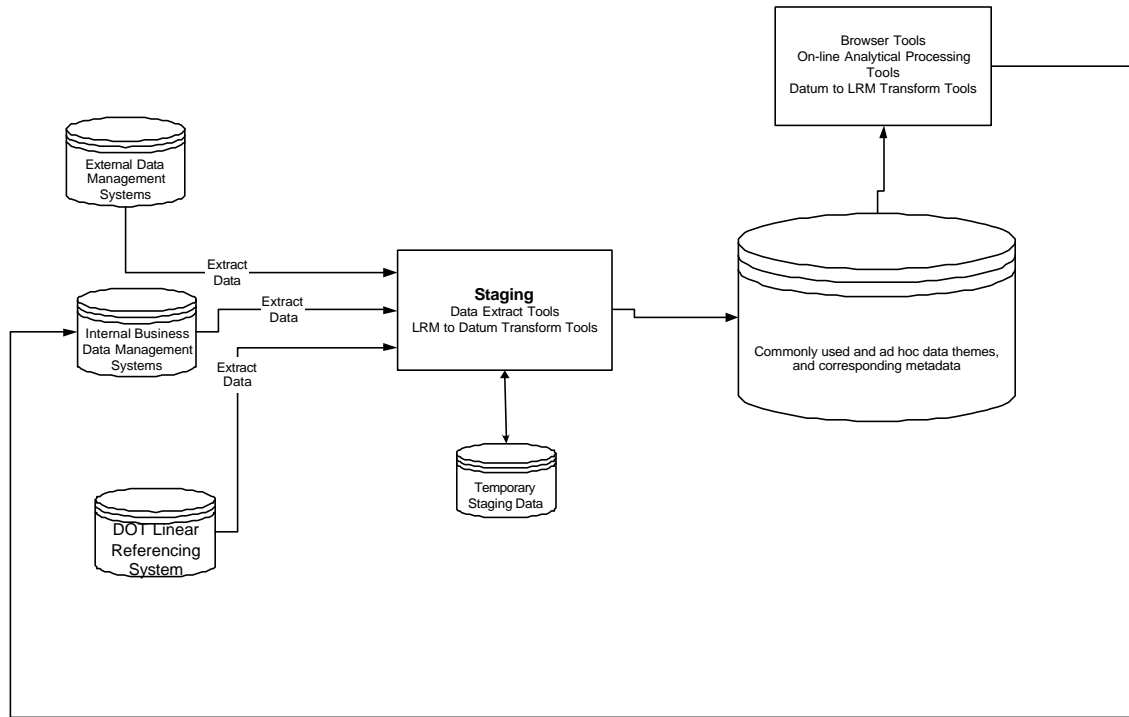 Browser Tools
On-line Analytical Processing
Tools
Datum to LRM Transform Tools
External Data
Management
Systems
Extract
Data
Staging
Data Extract Tools
LRM to Datum Transform Tools
Extract
Data
Internal Business
Data Management
Systems
Extract
Data
Commonly used and ad hoc data themes,
and corresponding metadata
Temporary
Staging Data
DOT Linear
Referencing
System